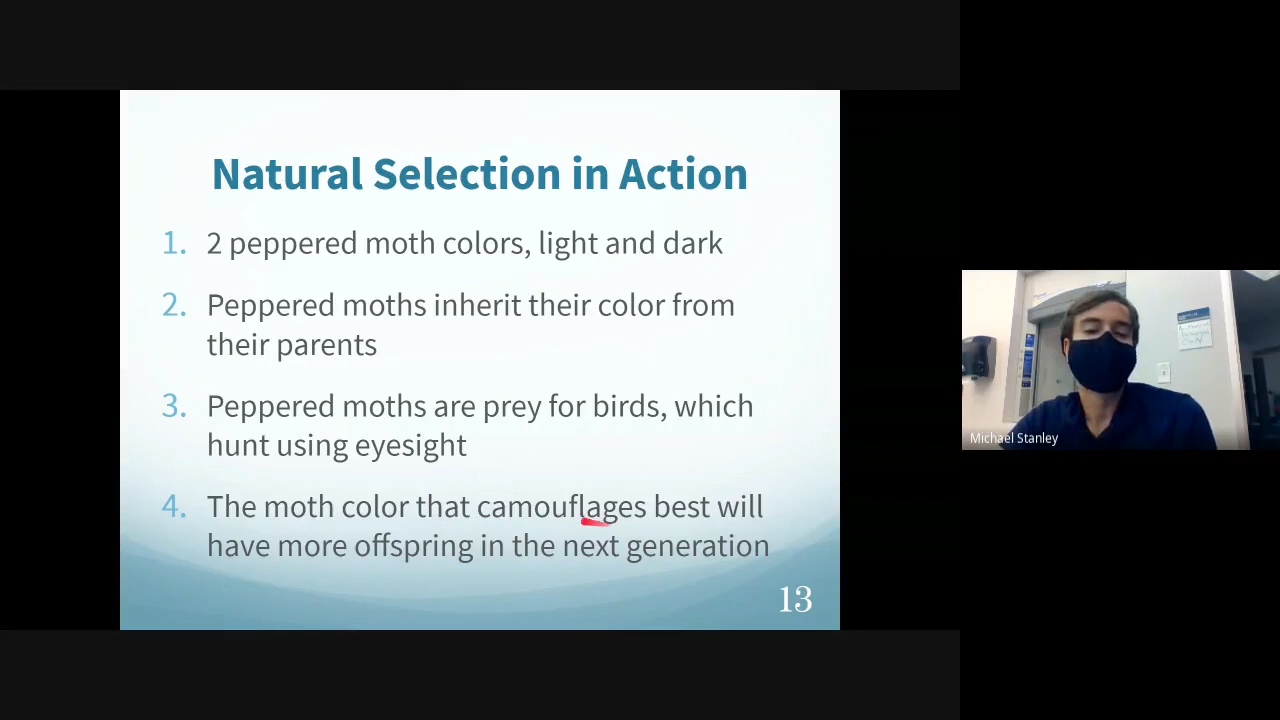 Natural Selection in Action
1. 2 peppered moth colors, light and dark
2. Peppered moths inherit their color from
their parents
3. Peppered moths are prey for birds, which
hunt using eyesight
4. The moth color that camouflages best will
have more offspring in the next generation
13
Michael Stanley